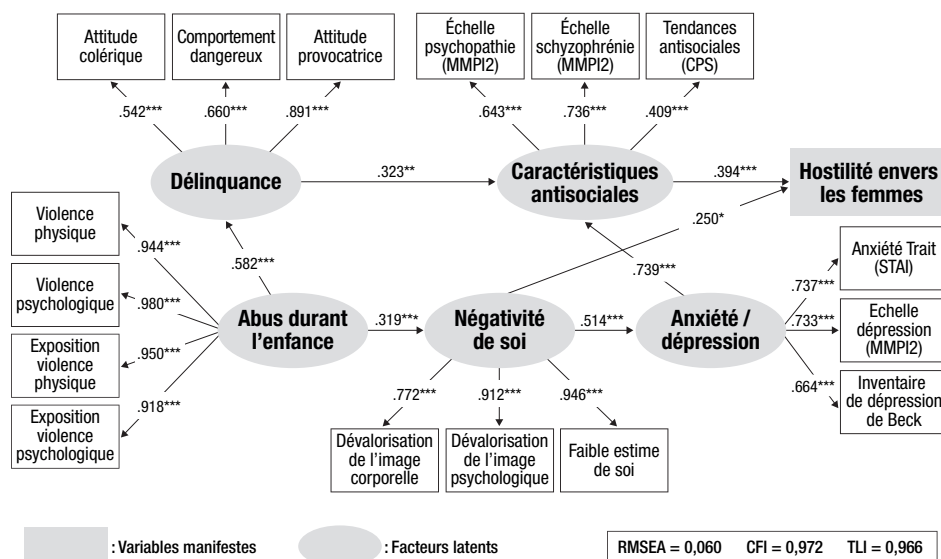 Attitude
colérique
Comportement
dangereux
Attitude
provocatrice
Échelle
psychopathie
(MMPI2)
Échelle
schyzophrénie
(MMPI2)
Tendances
antisociales
(CPS)
.542***
.660***
.891***
.643***
.736***
.409***
Délinquance
.323**
Caractéristiques
antisociales
.394***
Hostilité envers
les femmes
.250*
Violence
physique
.944***
Violence
psychologique
.980***
Exposition
violence
physique
.950***
Exposition
violence
psychologique
.918***
.582***
Abus durant
l'enfance
.319***
Négativité
de soi
.514***
.739***
Anxiété /
dépression
Anxiété Trait
(STAI)
.737***
.733***
Echelle
dépression
(MMPI2)
.664***
Inventaire
de dépression
de Beck
.772***
.912***
.946***
Dévalorisation
de l'image
corporelle
Dévalorisation
de l'image
psychologique
Faible estime
de soi
: Variables manifestes
: Facteurs latents
RMSEA = 0,060 CFI = 0,972 TLI = 0,966